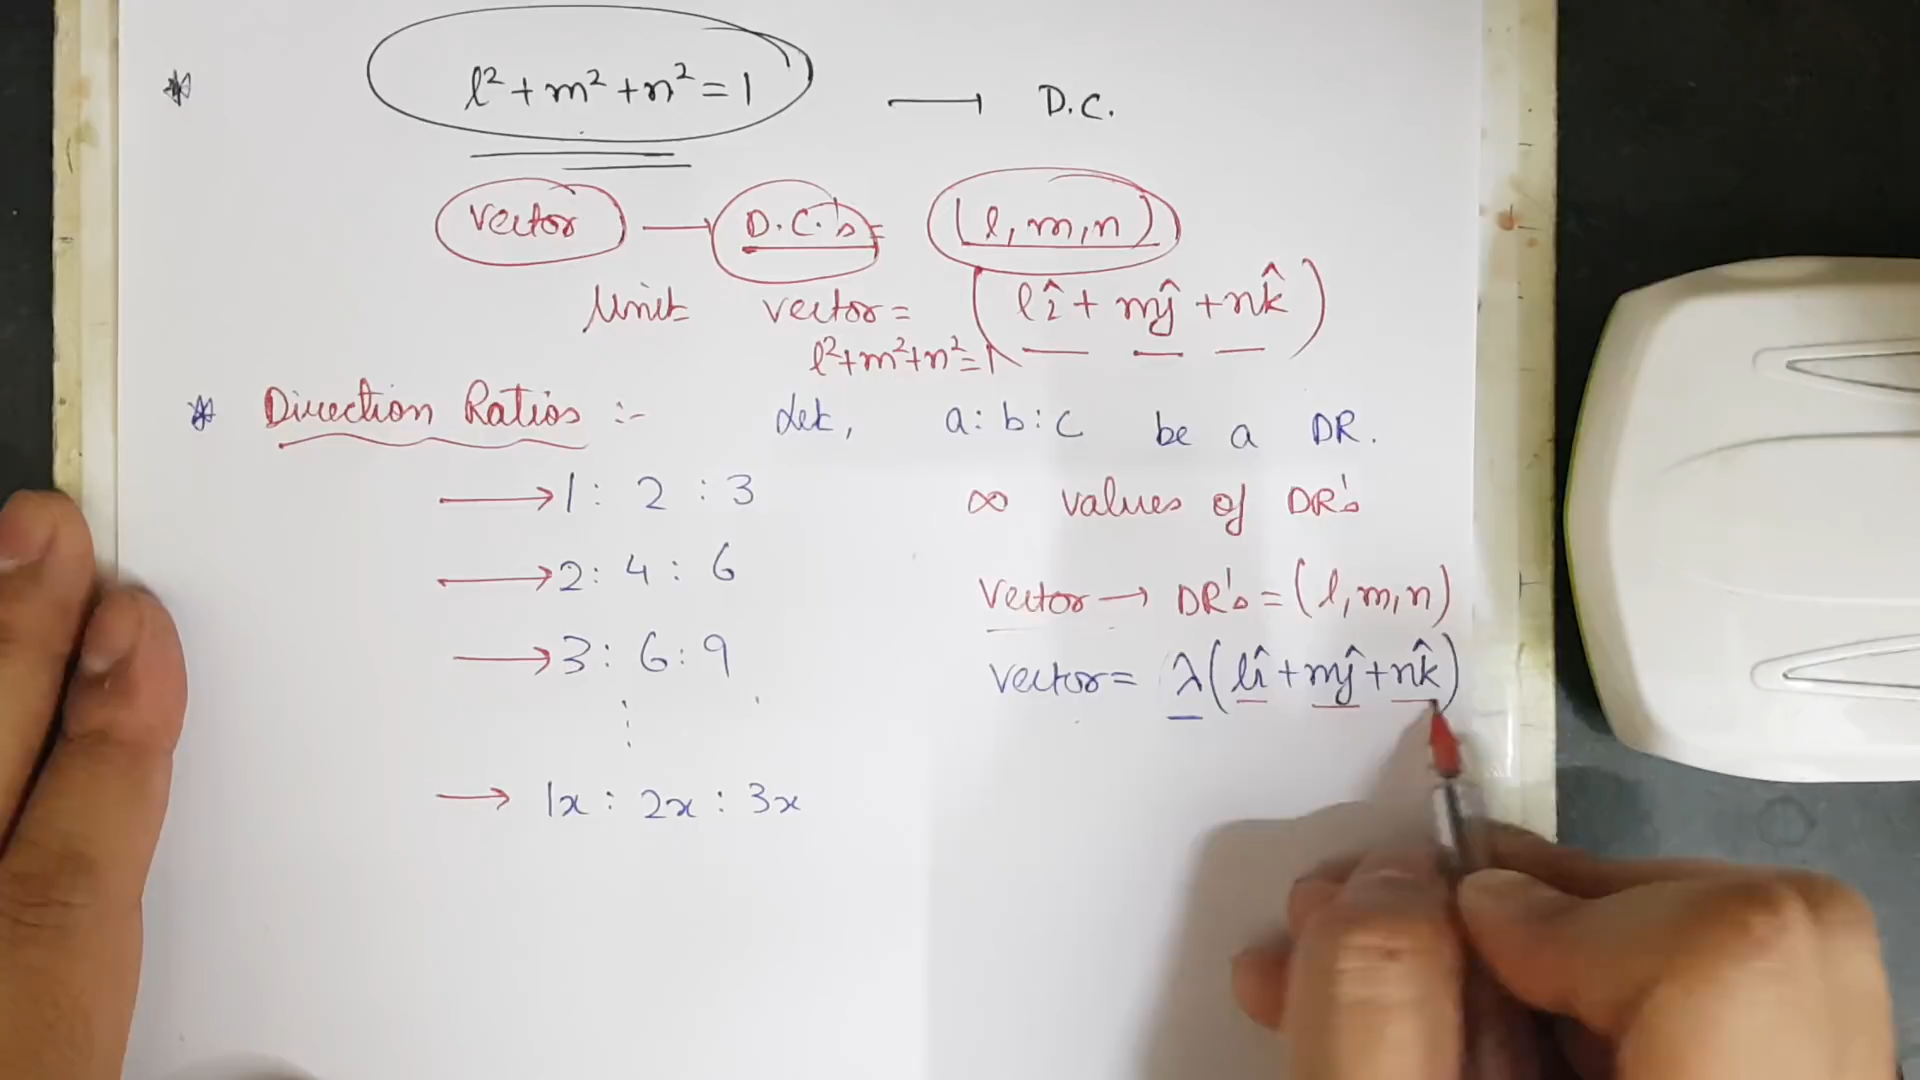 * l²+m²+n²=1 → D.C.
Vector → D.C.'s = (l,m,n)
Unit vector = (lî + mĵ + nk̂)
l²+m²+n²=1
* Direction Ratios :- Let, a:b:c be a DR.
→ 1 : 2 : 3
∞ values of DR's
→ 2 : 4 : 6
Vector → DR's = (l,m,n)
→ 3 : 6 : 9
Vector = λ(lî+mĵ+nk̂)
⋮
→ 1x : 2x : 3x